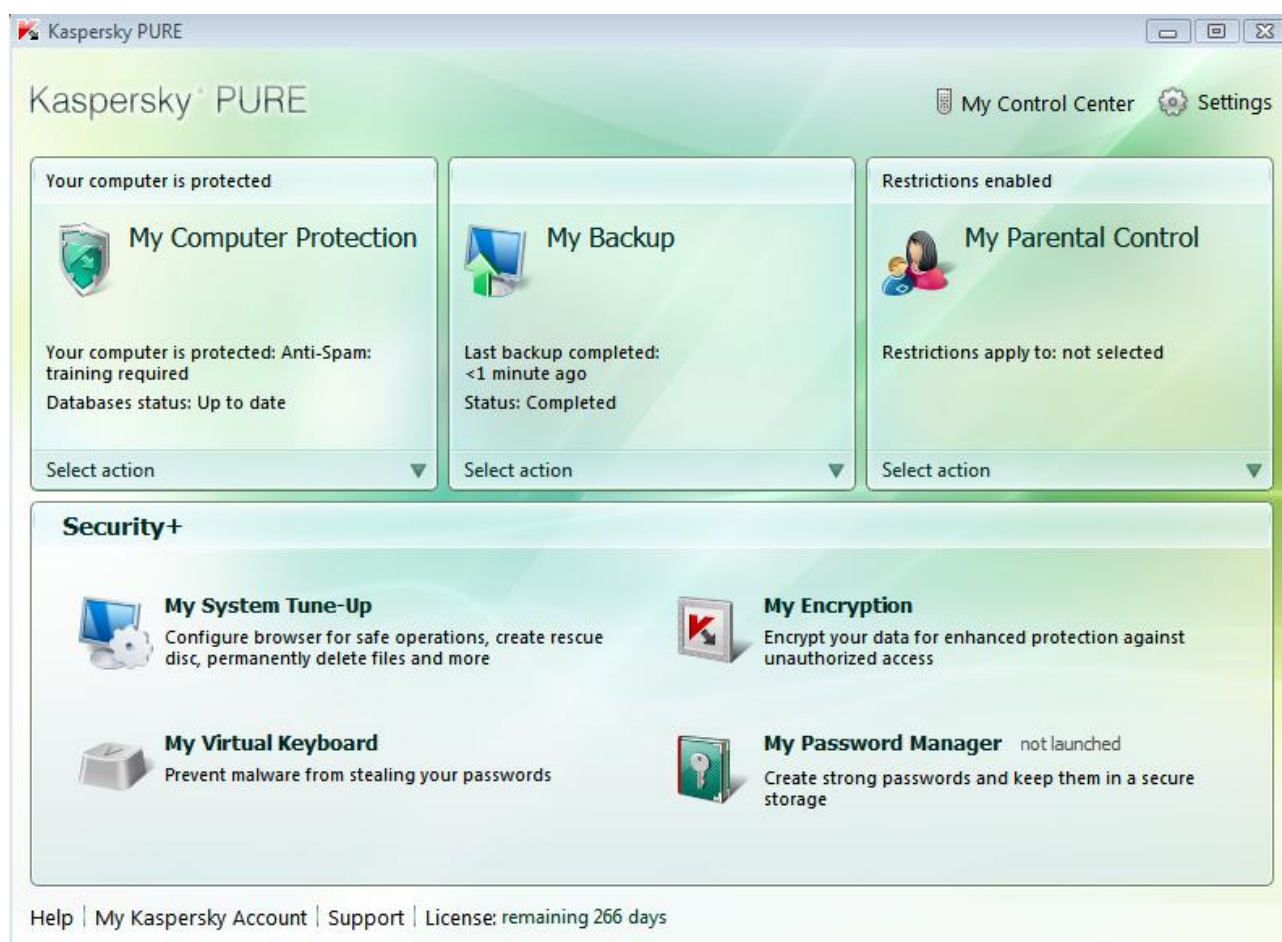 Kaspersky PURE
Kaspersky PURE
My Control Center
Settings
Your computer is protected
My Computer Protection
Your computer is protected: Anti-Spam:
training required
Databases status: Up to date
Select action
My Backup
Last backup completed:
<1 minute ago
Status: Completed
Select action
Restrictions enabled
My Parental Control
Restrictions apply to: not selected
Select action
Security+
My System Tune-Up
Configure browser for safe operations, create rescue
disc, permanently delete files and more
My Encryption
Encrypt your data for enhanced protection against
unauthorized access
My Virtual Keyboard
Prevent malware from stealing your passwords
My Password Manager not launched
Create strong passwords and keep them in a secure
storage
Help | My Kaspersky Account | Support | License: remaining 266 days